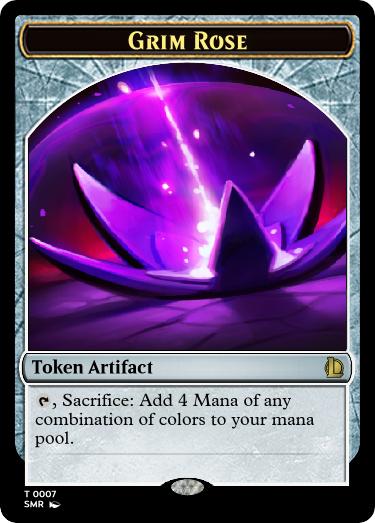 GRIM ROSE
Token Artifact
, Sacrifice: Add 4 Mana of any
combination of colors to your mana
pool.
T 0007
SMR